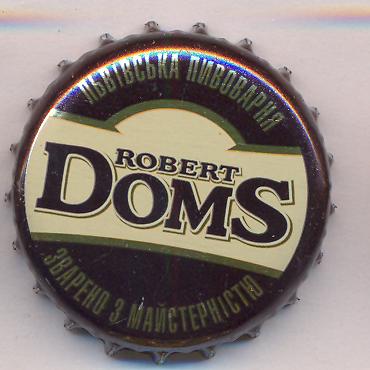 ЛЬВІВСЬКА ПИВОВАРНЯ
ROBERT
DOMS
ЗВАРЕНО З МАЙСТЕРНІСТЮ